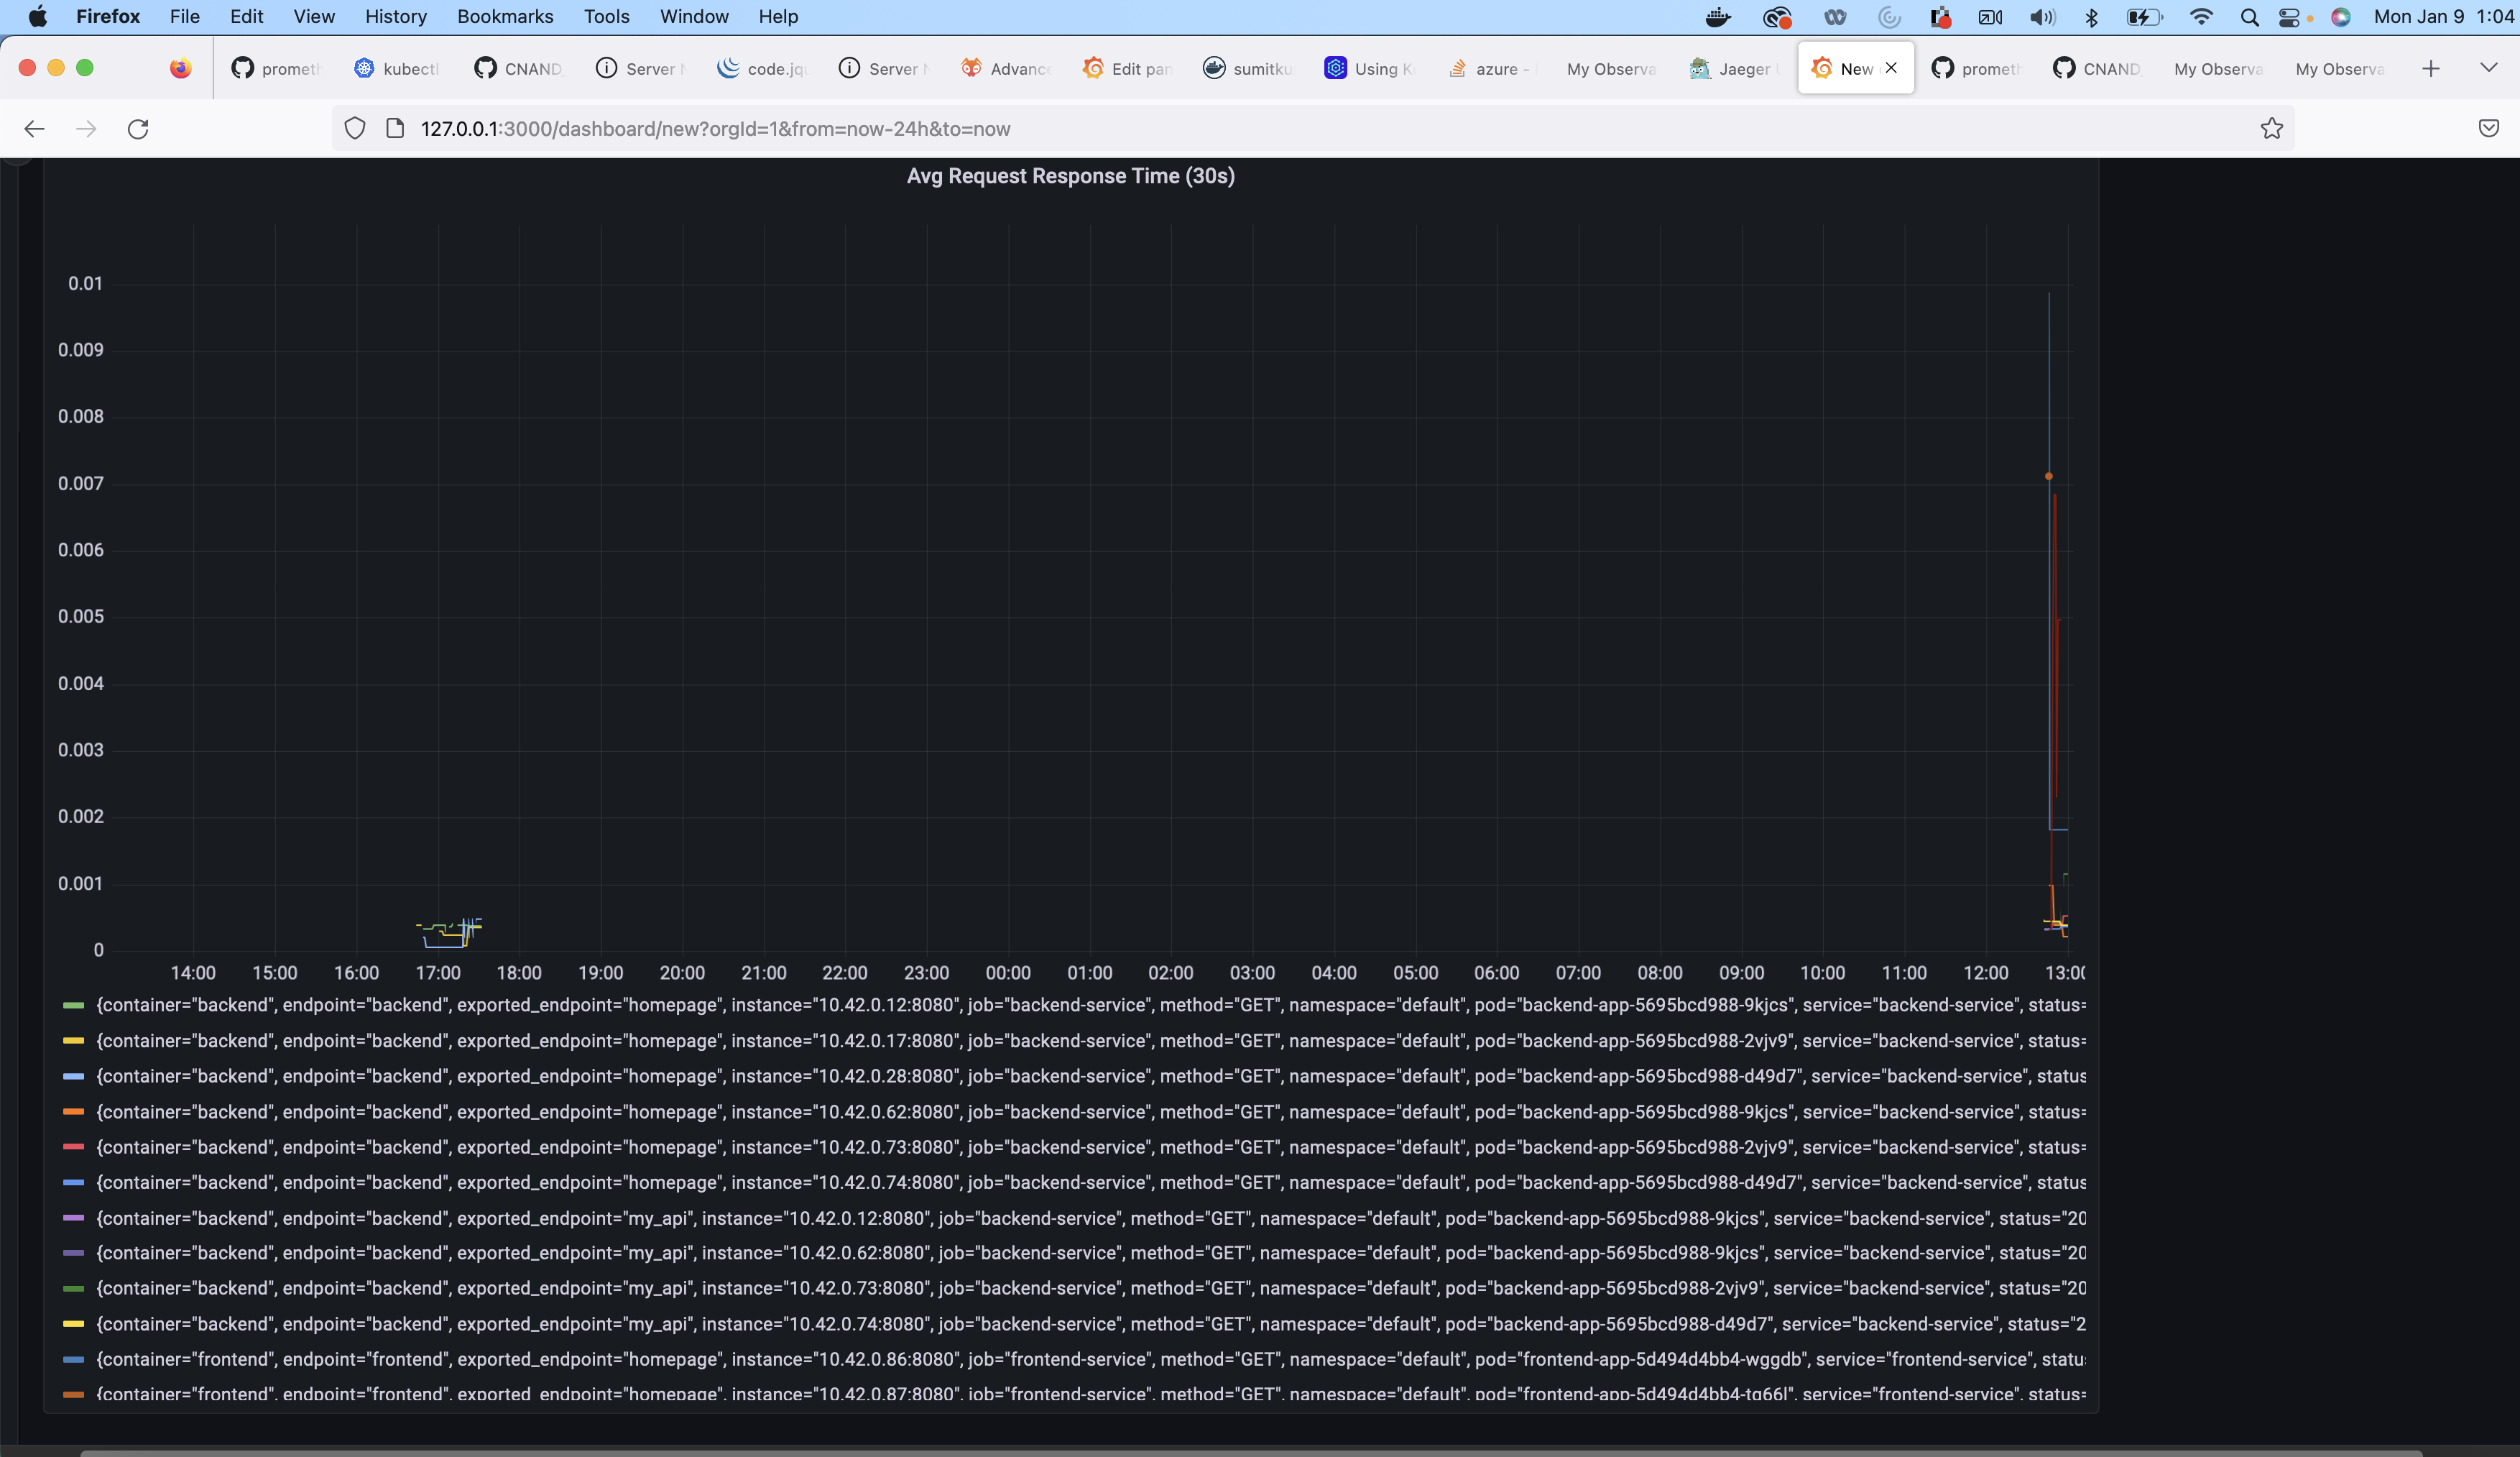 Firefox File Edit View History Bookmarks Tools Window Help Mon Jan 9 1:04
prometh kubectl CNAND_ Server N code.jqu Server N Advance Edit pan sumitku Using K azure - My Observa Jaeger New prometh CNAND_ My Observa My Observa
127.0.0.1:3000/dashboard/new?orgId=1&from=now-24h&to=now
Avg Request Response Time (30s)
0.01
0.009
0.008
0.007
0.006
0.005
0.004
0.003
0.002
0.001
0
14:00 15:00 16:00 17:00 18:00 19:00 20:00 21:00 22:00 23:00 00:00 01:00 02:00 03:00 04:00 05:00 06:00 07:00 08:00 09:00 10:00 11:00 12:00 13:00
{container="backend", endpoint="backend", exported_endpoint="homepage", instance="10.42.0.12:8080", job="backend-service", method="GET", namespace="default", pod="backend-app-5695bcd988-9kjcs", service="backend-service", status=
{container="backend", endpoint="backend", exported_endpoint="homepage", instance="10.42.0.17:8080", job="backend-service", method="GET", namespace="default", pod="backend-app-5695bcd988-2vjv9", service="backend-service", status=
{container="backend", endpoint="backend", exported_endpoint="homepage", instance="10.42.0.28:8080", job="backend-service", method="GET", namespace="default", pod="backend-app-5695bcd988-d49d7", service="backend-service", status
{container="backend", endpoint="backend", exported_endpoint="homepage", instance="10.42.0.62:8080", job="backend-service", method="GET", namespace="default", pod="backend-app-5695bcd988-9kjcs", service="backend-service", status=
{container="backend", endpoint="backend", exported_endpoint="homepage", instance="10.42.0.73:8080", job="backend-service", method="GET", namespace="default", pod="backend-app-5695bcd988-2vjv9", service="backend-service", status=
{container="backend", endpoint="backend", exported_endpoint="homepage", instance="10.42.0.74:8080", job="backend-service", method="GET", namespace="default", pod="backend-app-5695bcd988-d49d7", service="backend-service", status
{container="backend", endpoint="backend", exported_endpoint="my_api", instance="10.42.0.12:8080", job="backend-service", method="GET", namespace="default", pod="backend-app-5695bcd988-9kjcs", service="backend-service", status="20
{container="backend", endpoint="backend", exported_endpoint="my_api", instance="10.42.0.62:8080", job="backend-service", method="GET", namespace="default", pod="backend-app-5695bcd988-9kjcs", service="backend-service", status="20
{container="backend", endpoint="backend", exported_endpoint="my_api", instance="10.42.0.73:8080", job="backend-service", method="GET", namespace="default", pod="backend-app-5695bcd988-2vjv9", service="backend-service", status="20
{container="backend", endpoint="backend", exported_endpoint="my_api", instance="10.42.0.74:8080", job="backend-service", method="GET", namespace="default", pod="backend-app-5695bcd988-d49d7", service="backend-service", status="2
{container="frontend", endpoint="frontend", exported_endpoint="homepage", instance="10.42.0.86:8080", job="frontend-service", method="GET", namespace="default", pod="frontend-app-5d494d4bb4-wggdb", service="frontend-service", statu
{container="frontend", endpoint="frontend", exported_endpoint="homepage", instance="10.42.0.87:8080", job="frontend-service", method="GET", namespace="default", pod="frontend-app-5d494d4bb4-tq66l", service="frontend-service", status=